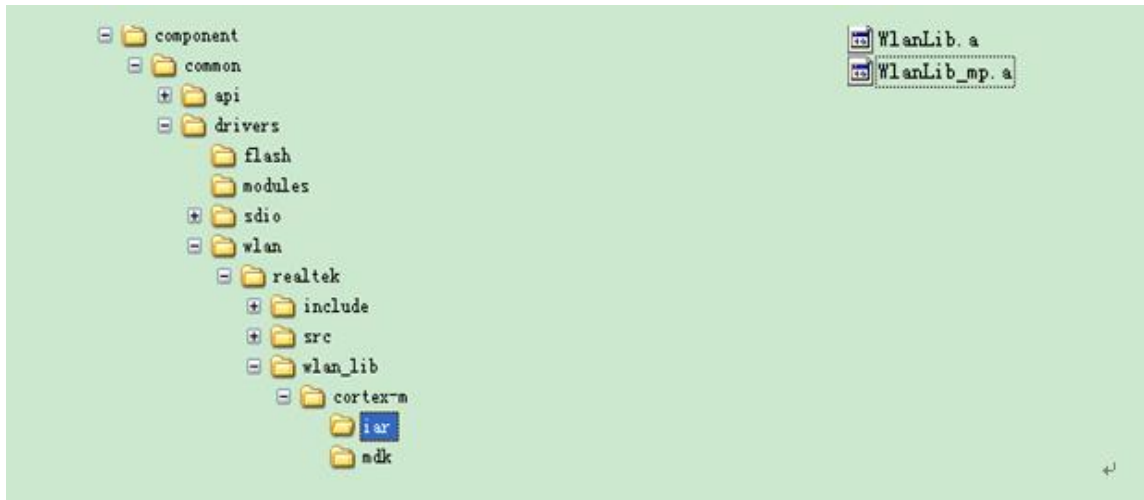 component
common
api
drivers
flash
modules
sdio
wlan
realtek
include
src
wlan_lib
cortex-m
iar
mdk
WlanLib.a
WlanLib_mp.a